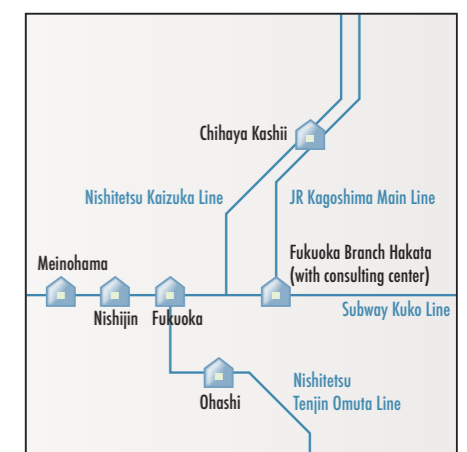 Chihaya Kashii
Nishitetsu Kaizuka Line
JR Kagoshima Main Line
Meinohama
Fukuoka Branch Hakata
(with consulting center)
Nishijin
Fukuoka
Subway Kuko Line
Ohashi
Nishitetsu
Tenjin Omuta Line